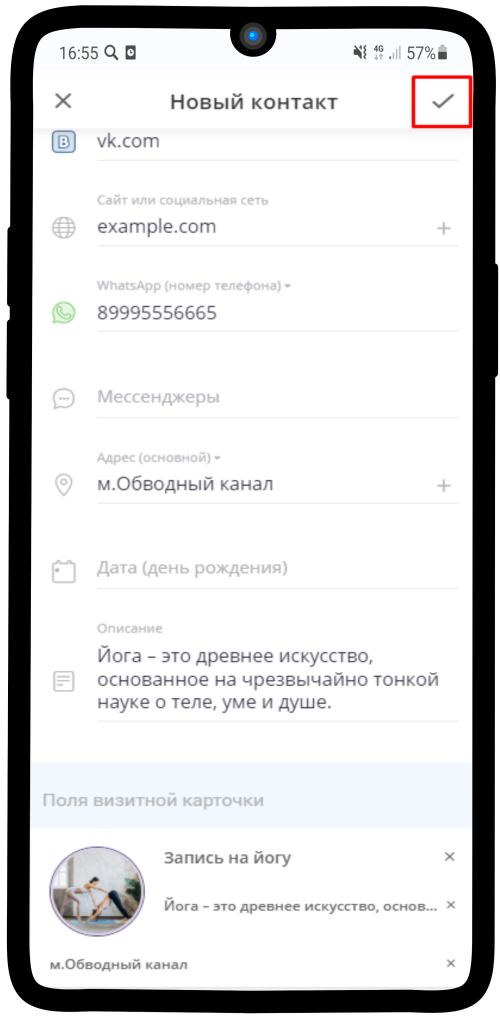 16:55 4G 57%
Новый контакт
B vk.com
Сайт или социальная сеть
example.com
WhatsApp (номер телефона)
89995556665
Мессенджеры
Адрес (основной)
м.Обводный канал
Дата (день рождения)
Описание
Йога – это древнее искусство,
основанное на чрезвычайно тонкой
науке о теле, уме и душе.
Поля визитной карточки
Запись на йогу
Йога – это древнее искусство, основ...
м.Обводный канал